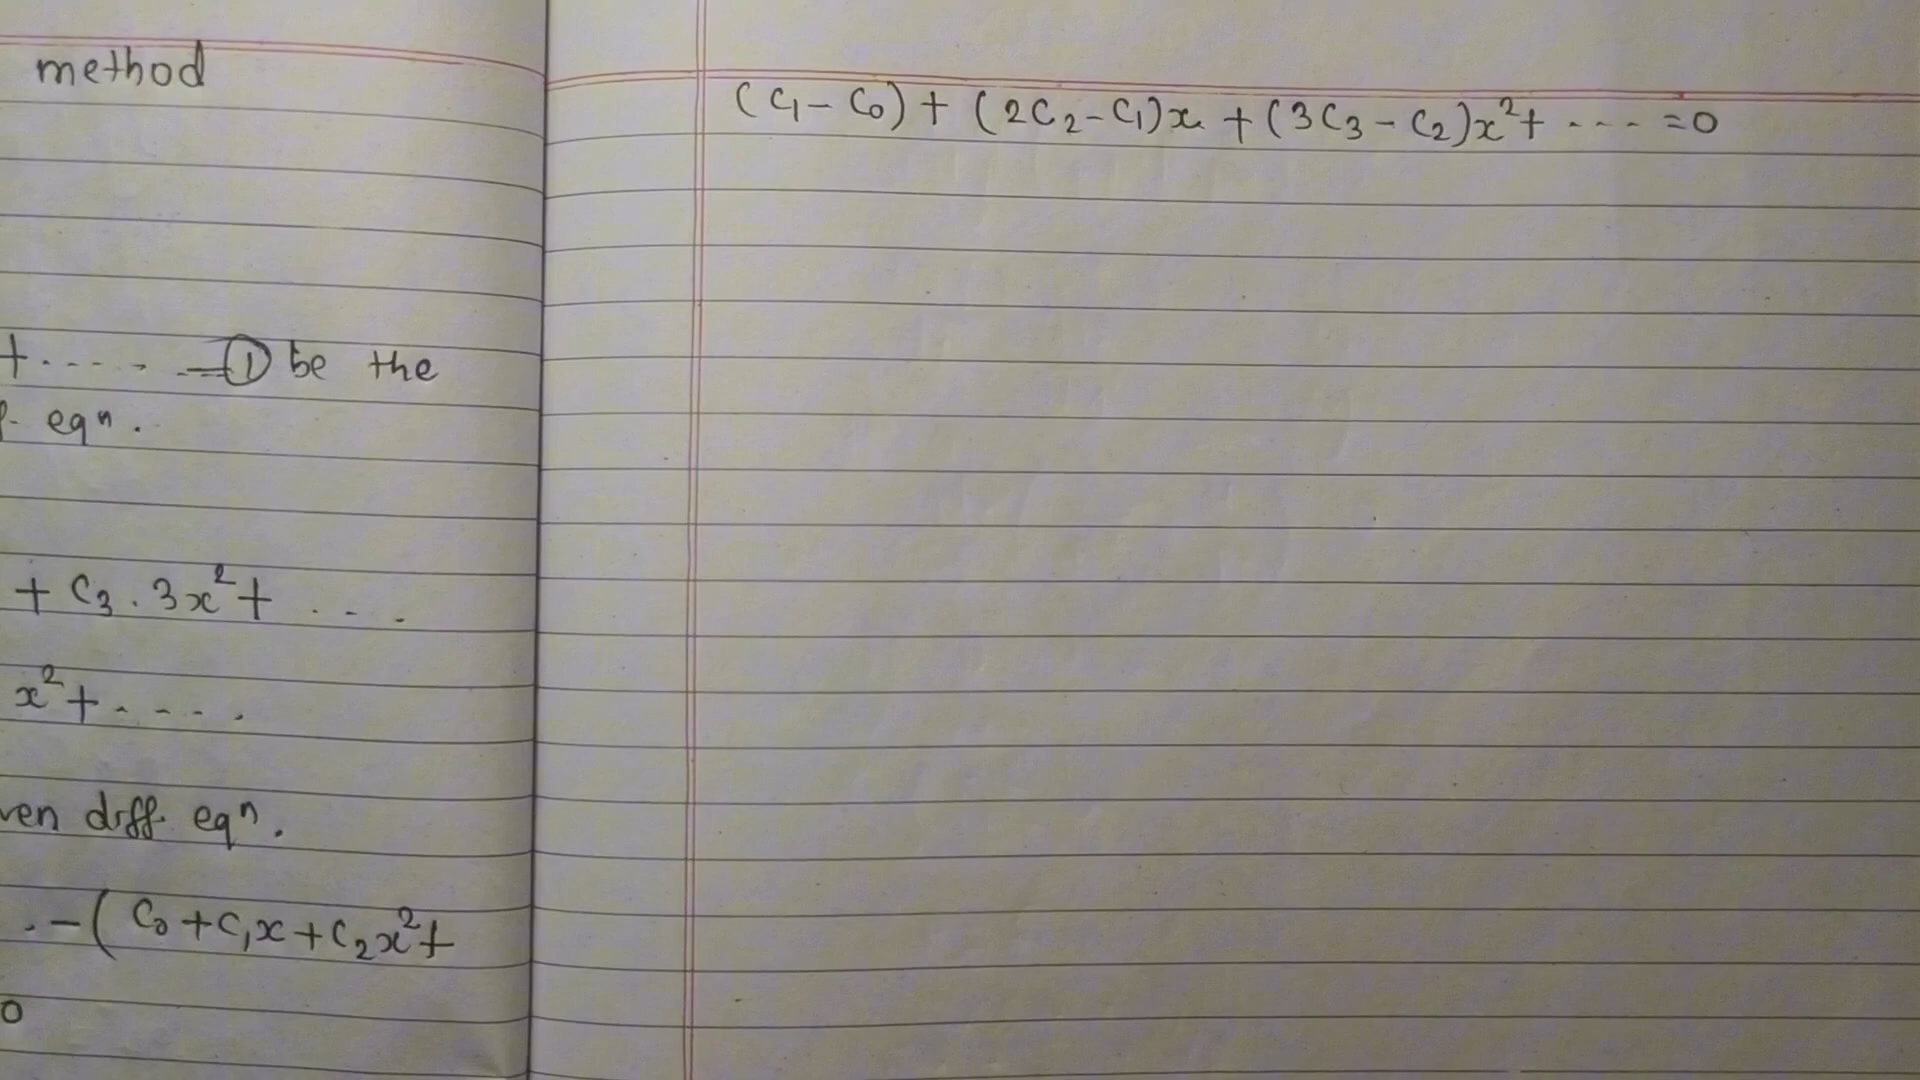 method
+ ..... — ① be the
eqⁿ.
+ C₃.3x² + ....
x² + .....
diff. eqⁿ.
. - ( C₀ + C₁x + C₂x² +
0
(C₁ - C₀) + (2C₂ - C₁)x + (3C₃ - C₂)x² + .... = 0